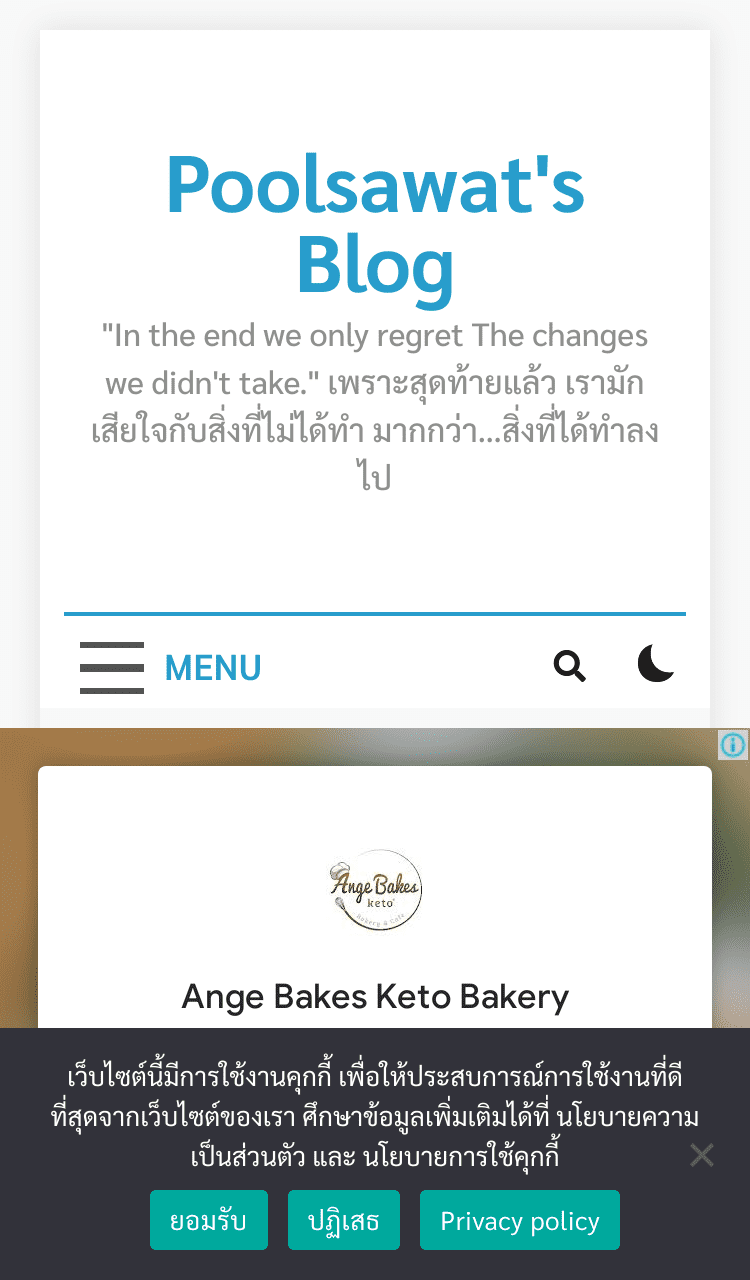 Poolsawat's
Blog
"In the end we only regret The changes
we didn't take." เพราะสุดท้ายแล้ว เรามัก
เสียใจกับสิ่งที่ไม่ได้ทำ มากกว่า...สิ่งที่ได้ทำลง
ไป
MENU
Ange Bakes
keto
Bakery & Cafe
Ange Bakes Keto Bakery
เว็บไซต์นี้มีการใช้งานคุกกี้ เพื่อให้ประสบการณ์การใช้งานที่ดี
ที่สุดจากเว็บไซต์ของเรา ศึกษาข้อมูลเพิ่มเติมได้ที่ นโยบายความ
เป็นส่วนตัว และ นโยบายการใช้คุกกี้
ยอมรับ ปฏิเสธ Privacy policy